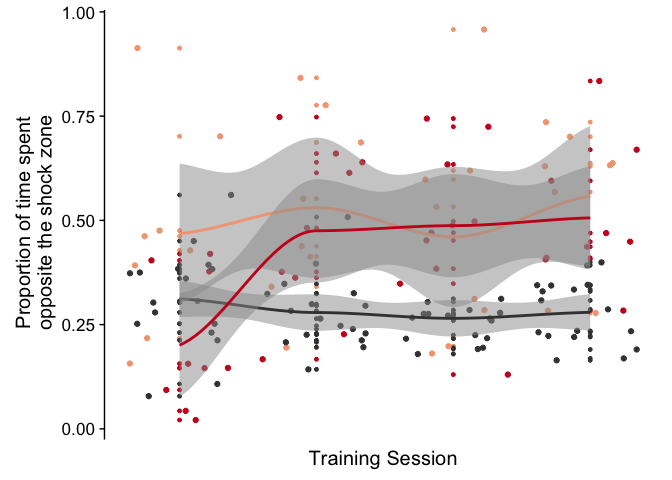 1.00
0.75
0.50
0.25
0.00
Proportion of time spent
opposite the shock zone
Training Session